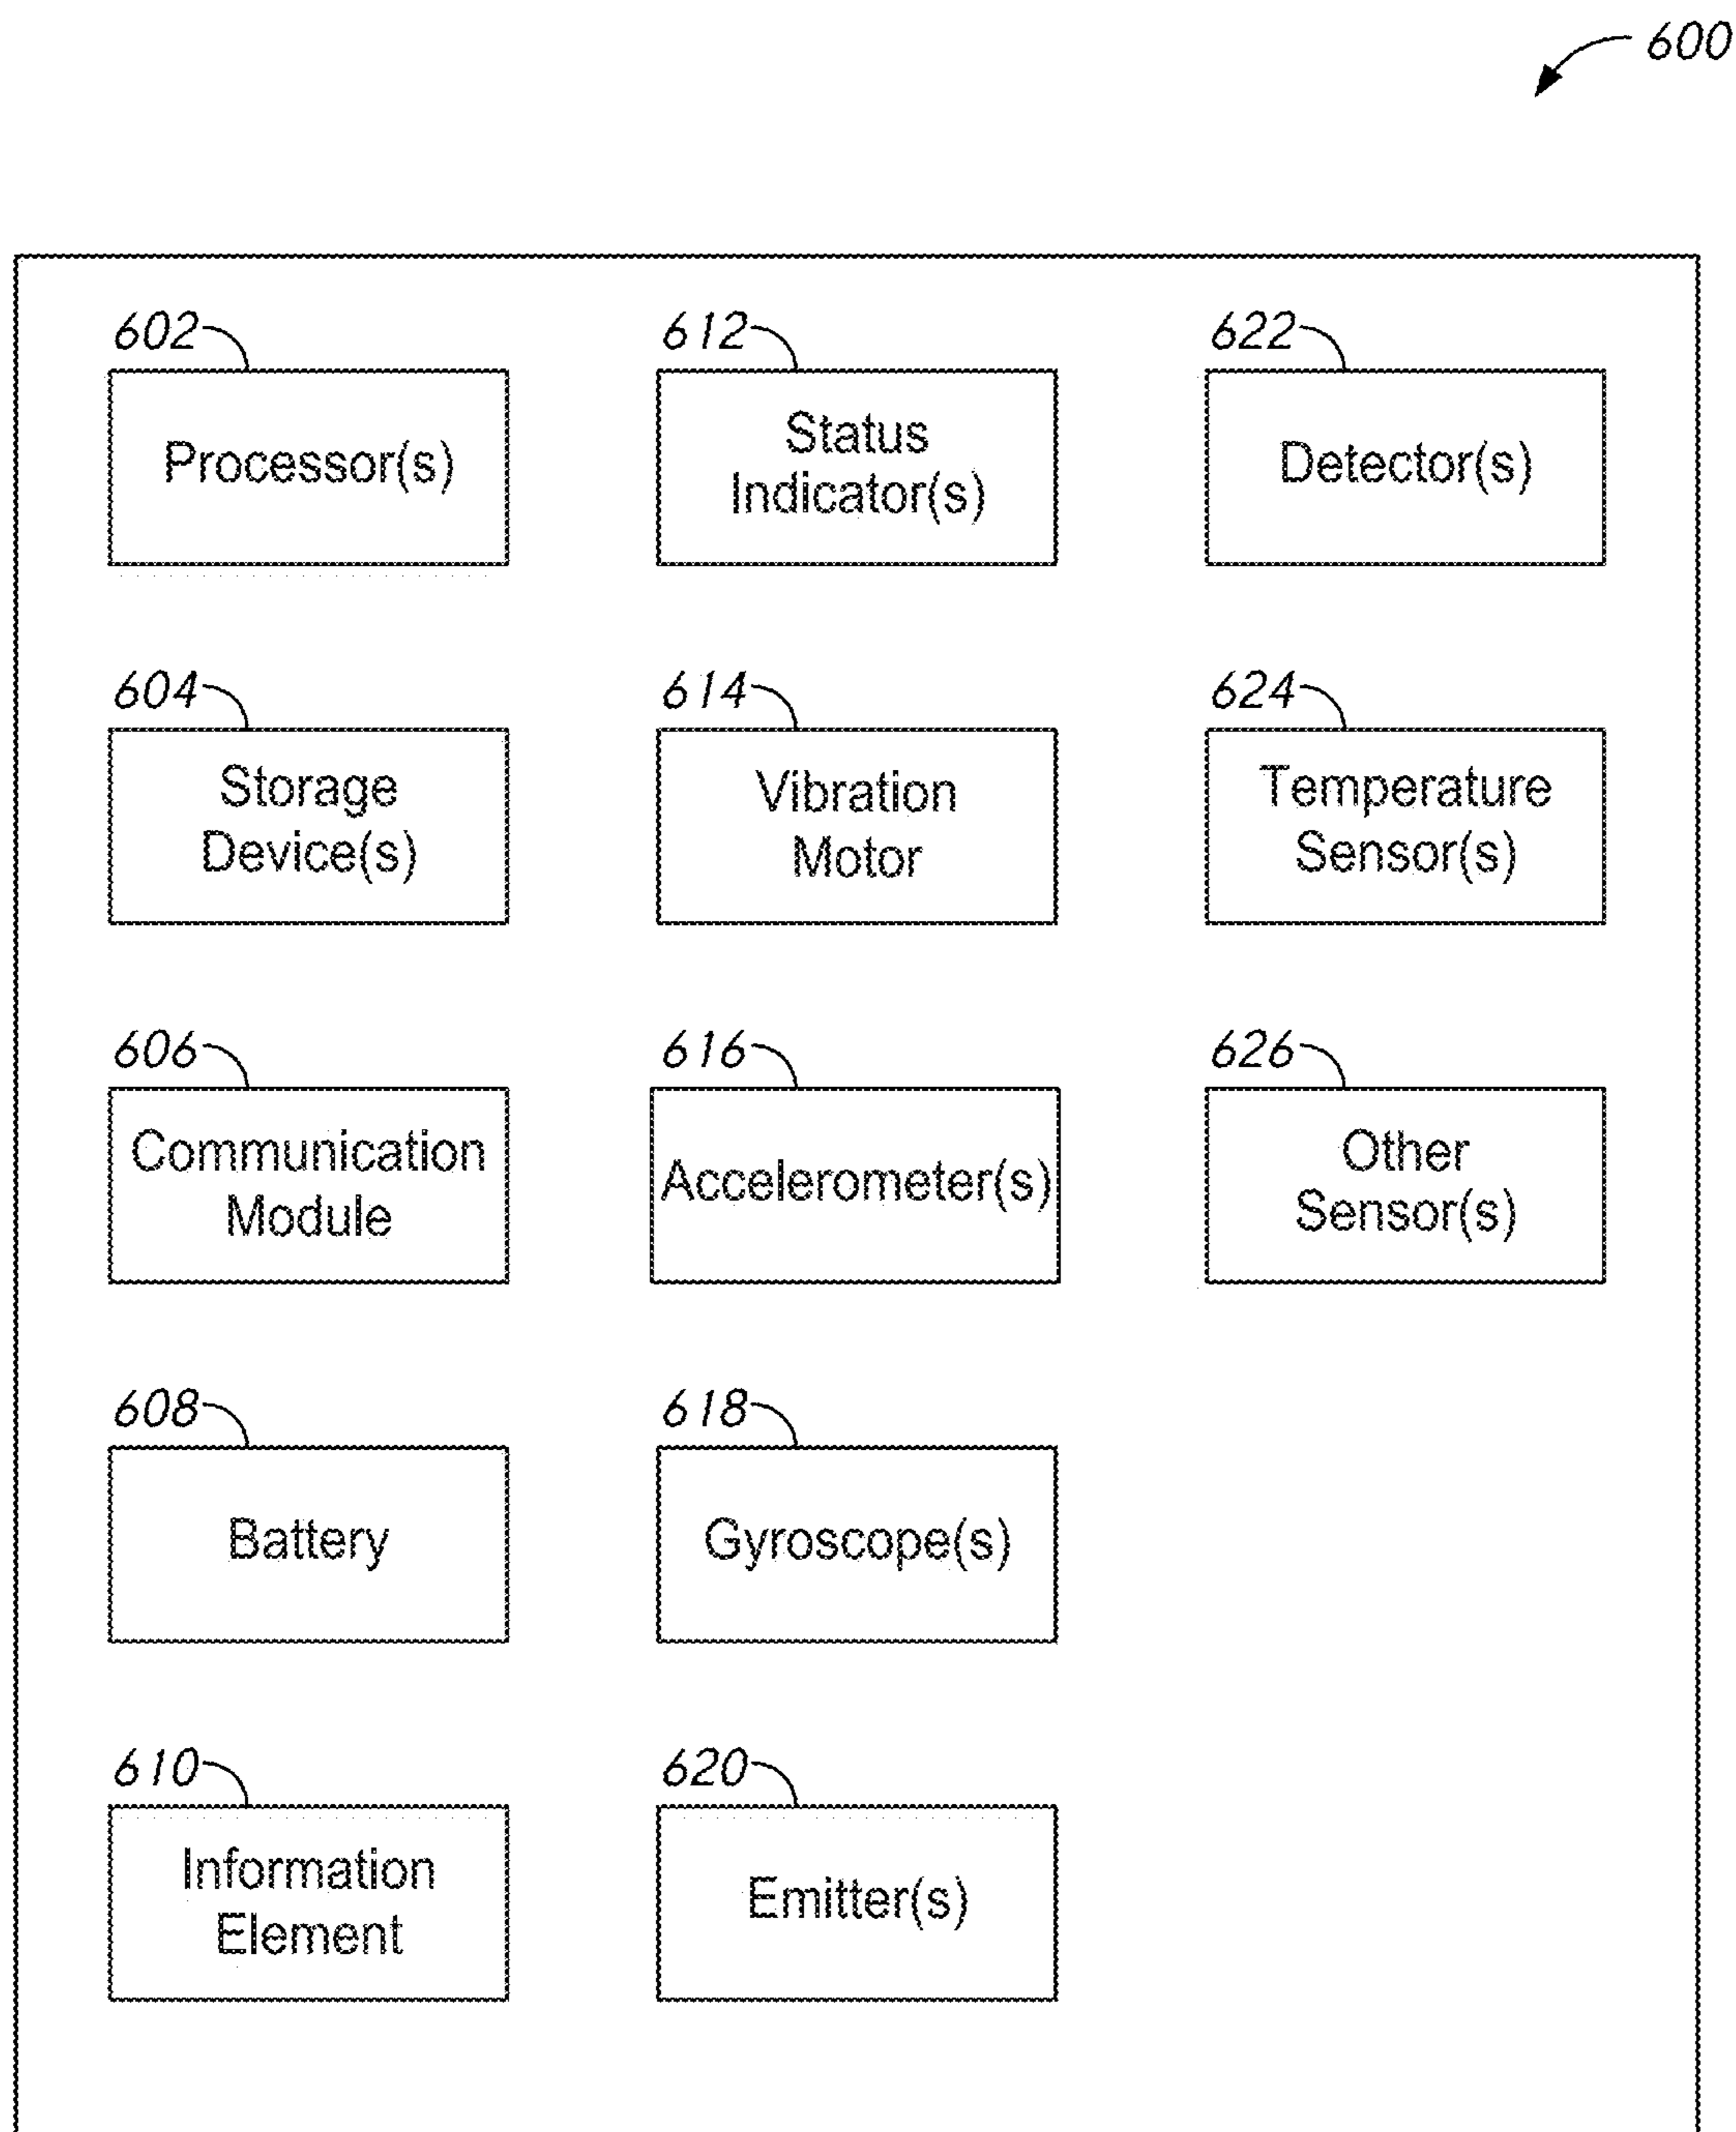 600
602
Processor(s)
612
Status
Indicator(s)
622
Detector(s)
604
Storage
Device(s)
614
Vibration
Motor
624
Temperature
Sensor(s)
606
Communication
Module
616
Accelerometer(s)
626
Other
Sensor(s)
608
Battery
618
Gyroscope(s)
610
Information
Element
620
Emitter(s)